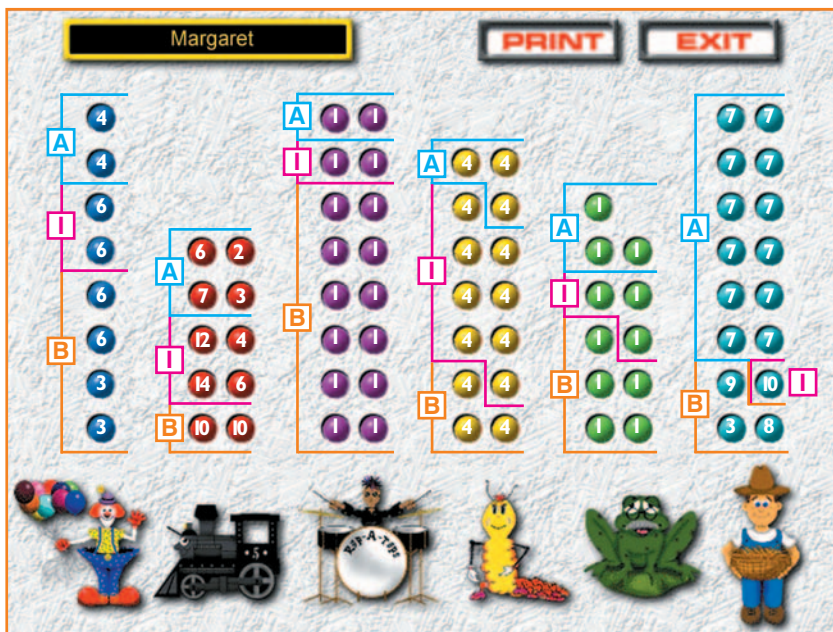 Margaret
PRINT EXIT
4 A 1 1 7 7
A
4 I 1 1 A 4 4 7 7
6 1 1 4 4 1 7 7
I A A
6 6 2 1 1 4 4 1 1 7 7
A I
6 7 3 1 1 4 4 I 1 1 7 7
B
6 12 4 1 1 4 4 1 1 7 7
B I
3 14 6 1 1 4 4 B 1 1 9 10 I
B B
3 B 10 10 1 1 4 4 1 1 3 8
5